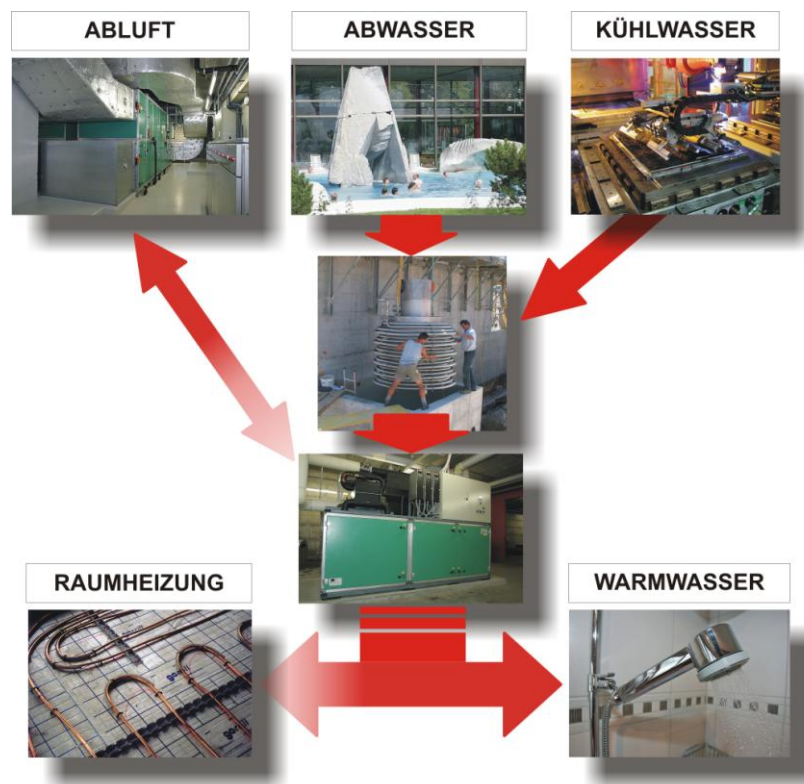 ABLUFT
ABWASSER
KÜHLWASSER
RAUMHEIZUNG
WARMWASSER